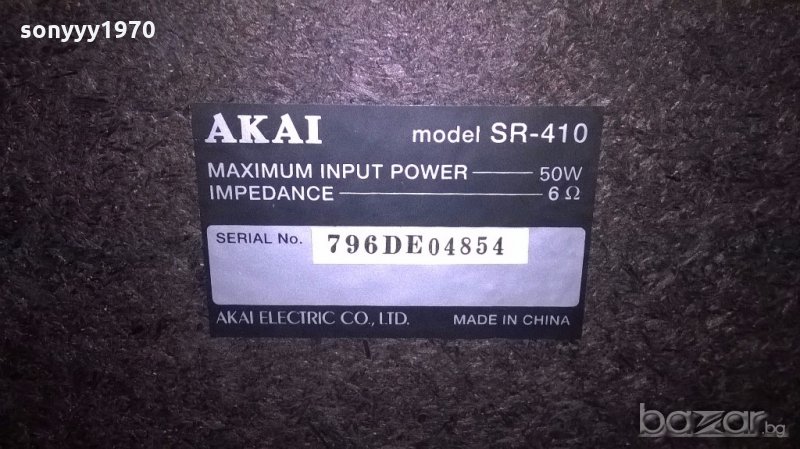 sonyyy1970
AKAI model SR-410
MAXIMUM INPUT POWER 50W
IMPEDANCE 6 Ω
SERIAL No. 796DE04854
AKAI ELECTRIC CO., LTD. MADE IN CHINA
bazar.bg